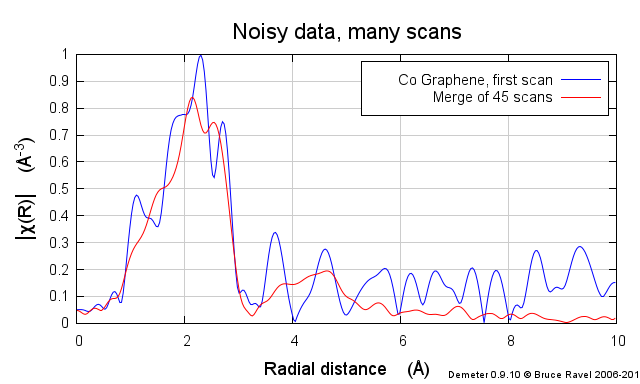 Noisy data, many scans
1
0.9
0.8
0.7
0.6
0.5
0.4
0.3
0.2
0.1
0
|χ(R)| (Å⁻³)
Co Graphene, first scan
Merge of 45 scans
0 2 4 6 8 10
Radial distance (Å)
Demeter 0.9.10 © Bruce Ravel 2006-201